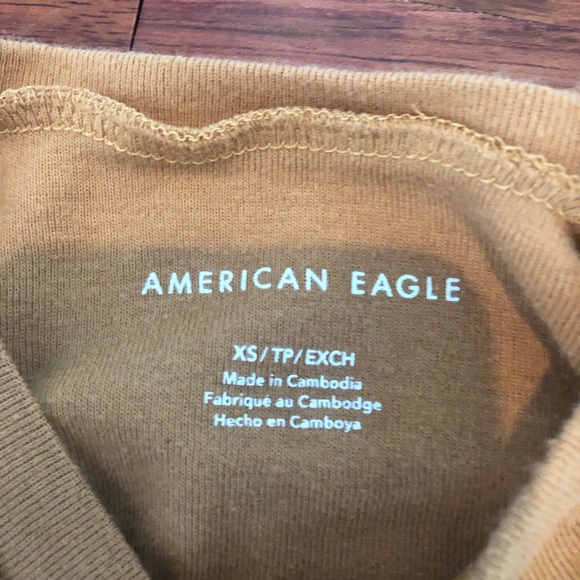 AMERICAN EAGLE
XS/TP/EXCH
Made in Cambodia
Fabriqué au Cambodge
Hecho en Camboya